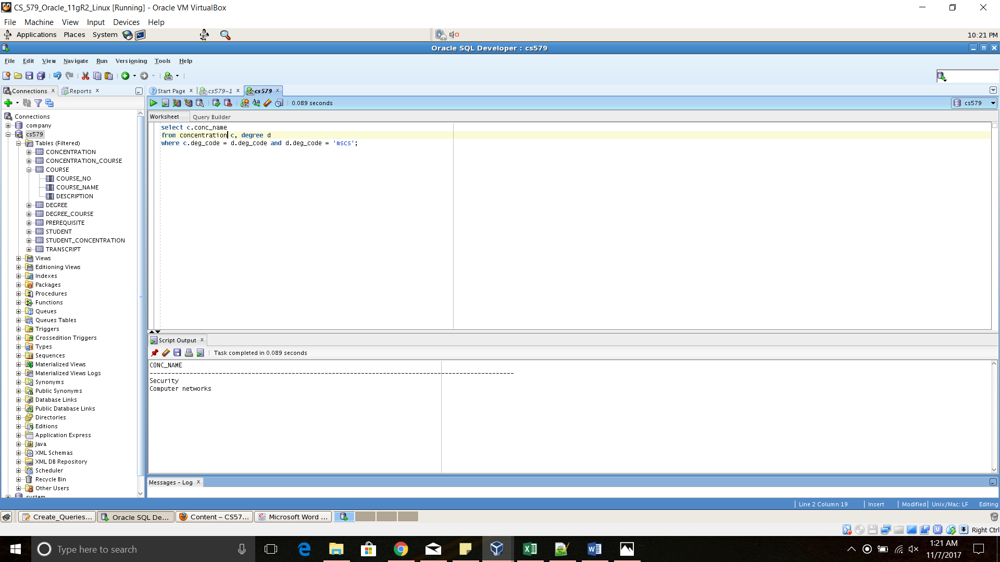 CS_579_Oracle_11gR2_Linux [Running] - Oracle VM VirtualBox
File Machine View Input Devices Help
Applications Places System
10:21 PM
Oracle SQL Developer : cs579
File Edit View Navigate Run Versioning Tools Help
Connections Reports
Start Page cs579~1 cs579
0.089 seconds
cs579
Worksheet Query Builder
select c.conc_name
from concentration c, degree d
where c.deg_code = d.deg_code and d.deg_code = 'mscs';
Connections
company
cs579
Tables (Filtered)
CONCENTRATION
CONCENTRATION_COURSE
COURSE
COURSE_NO
COURSE_NAME
DESCRIPTION
DEGREE
DEGREE_COURSE
PREREQUISITE
STUDENT
STUDENT_CONCENTRATION
TRANSCRIPT
Views
Editioning Views
Indexes
Packages
Procedures
Functions
Queues
Queues Tables
Triggers
Crossedition Triggers
Types
Sequences
Materialized Views
Materialized Views Logs
Synonyms
Public Synonyms
Database Links
Public Database Links
Directories
Editions
Application Express
Java
XML Schemas
XML DB Repository
Scheduler
Recycle Bin
Other Users
system
Script Output
Task completed in 0.089 seconds
CONC_NAME
----------------------------------------------------------------------------------------------------
Security
Computer networks
Messages - Log
Line 2 Column 19 Insert Modified Unix/Mac: LF Editing
Create_Queries... Oracle SQL De... Content – CS57... Microsoft Word ...
Right Ctrl
Type here to search
1:21 AM
11/7/2017